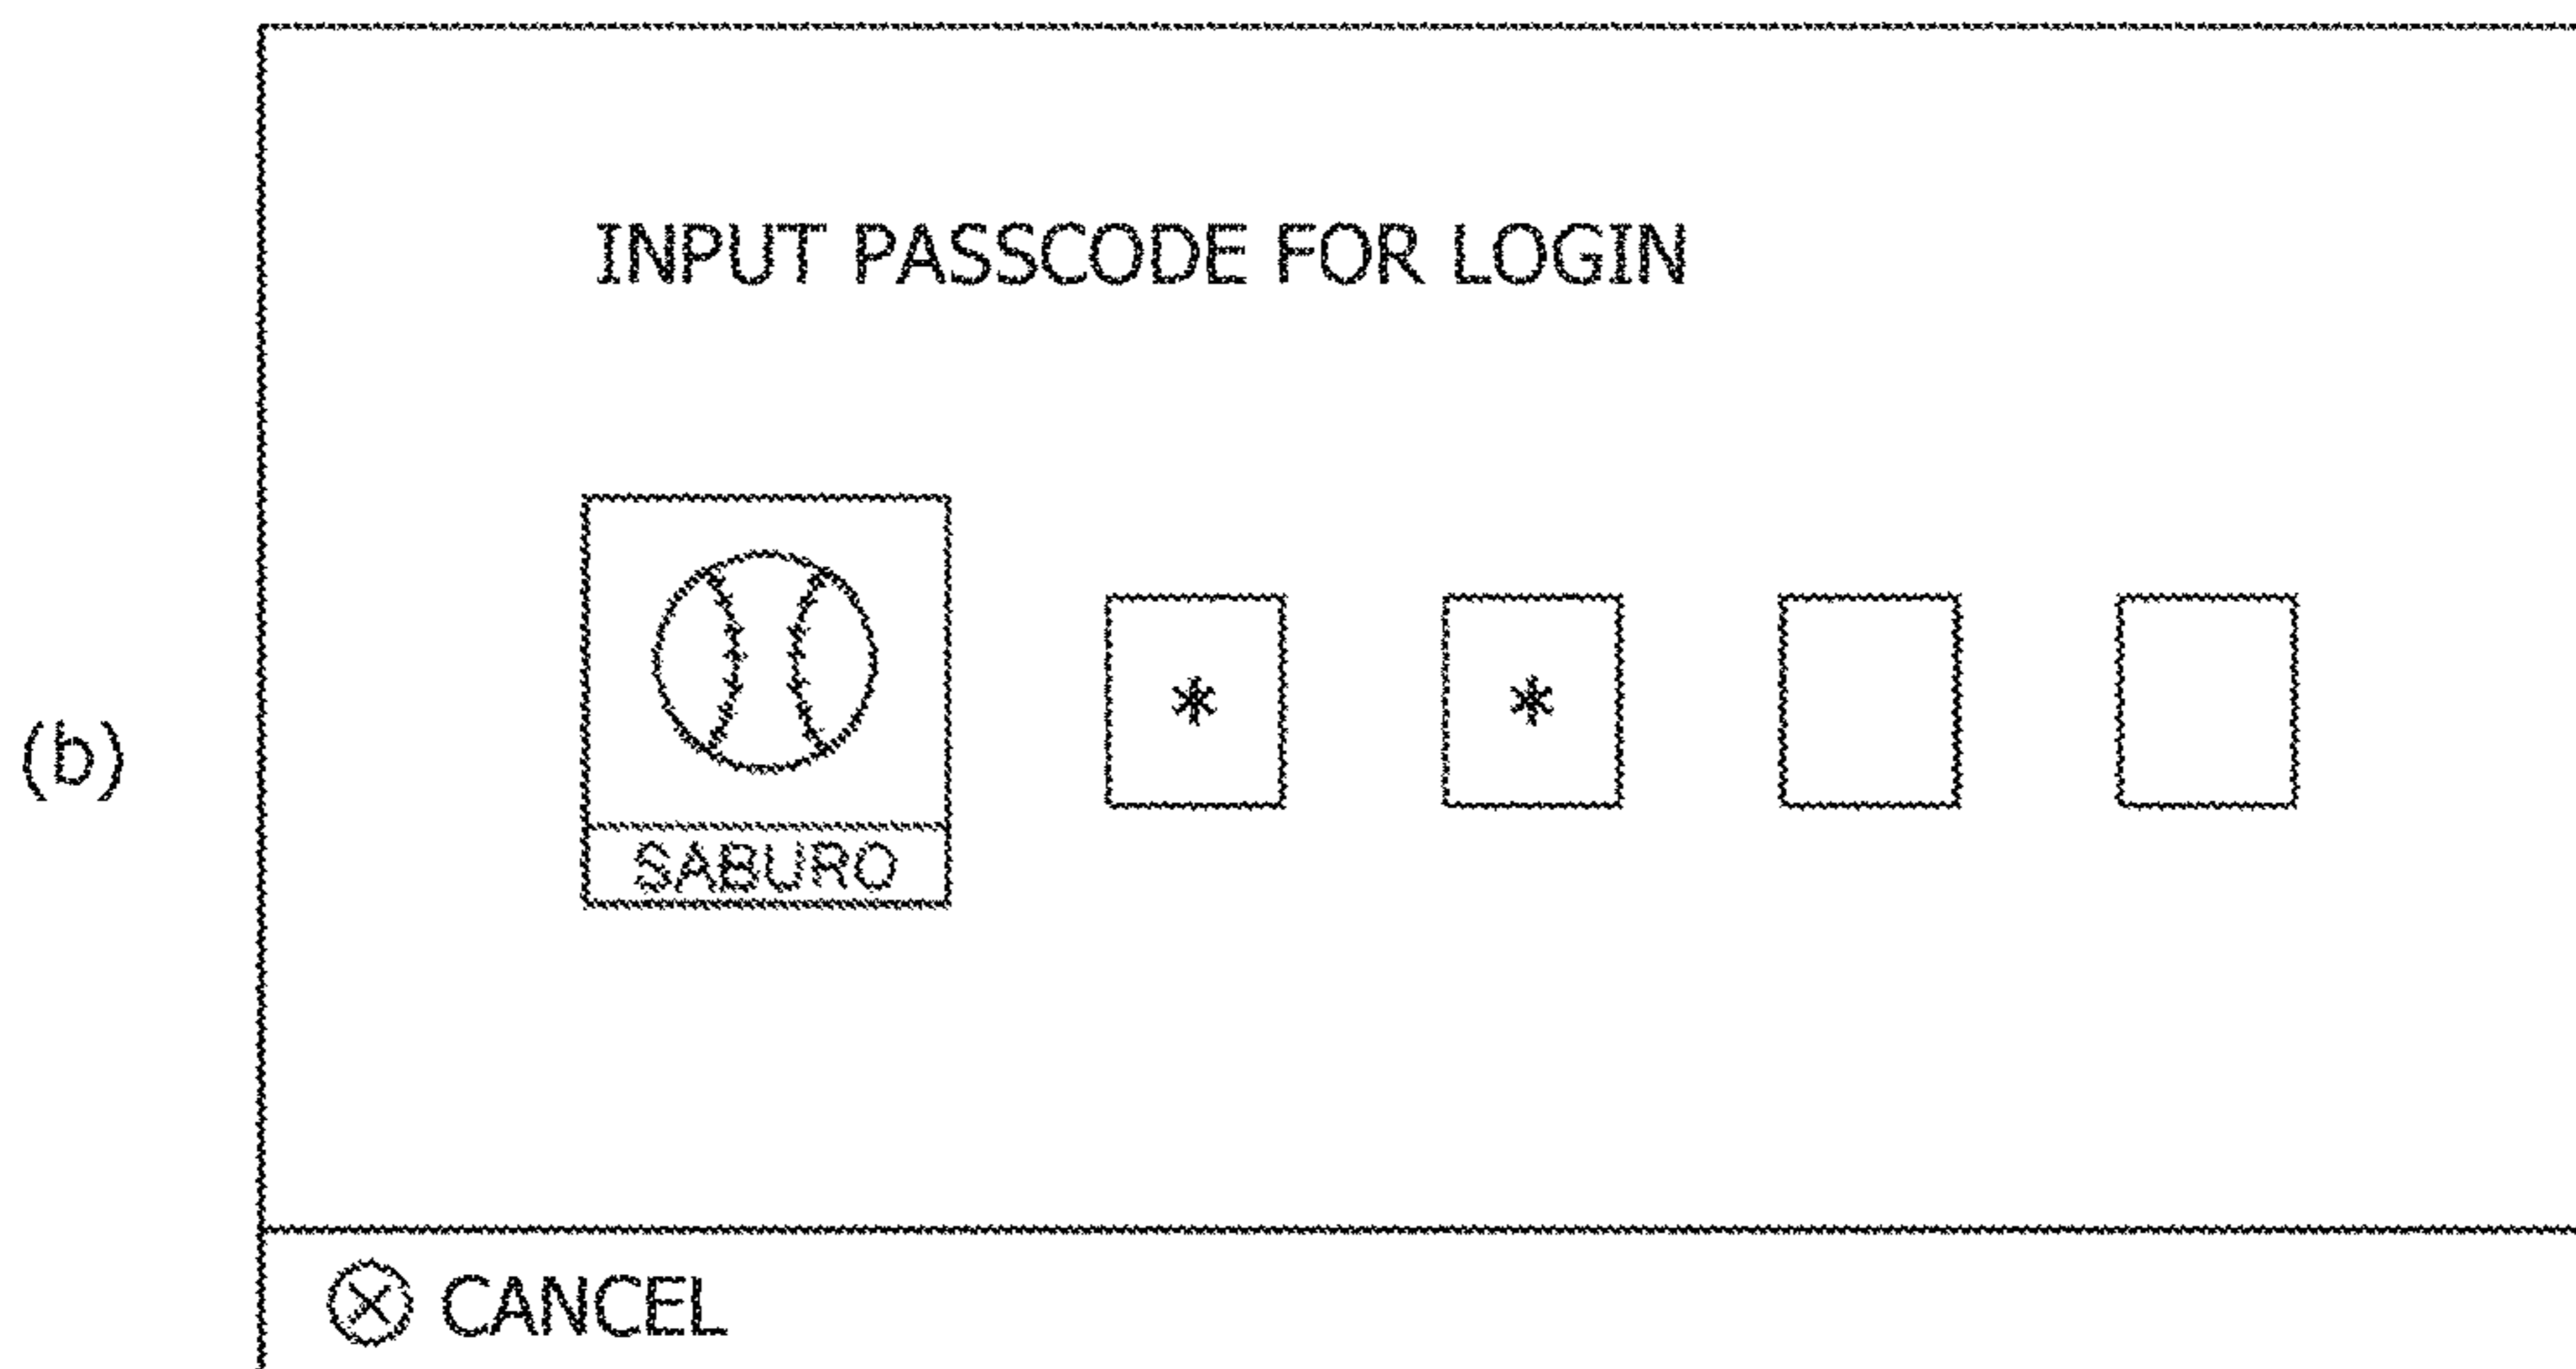 INPUT PASSCODE FOR LOGIN
* *
(b)
SABURO
CANCEL